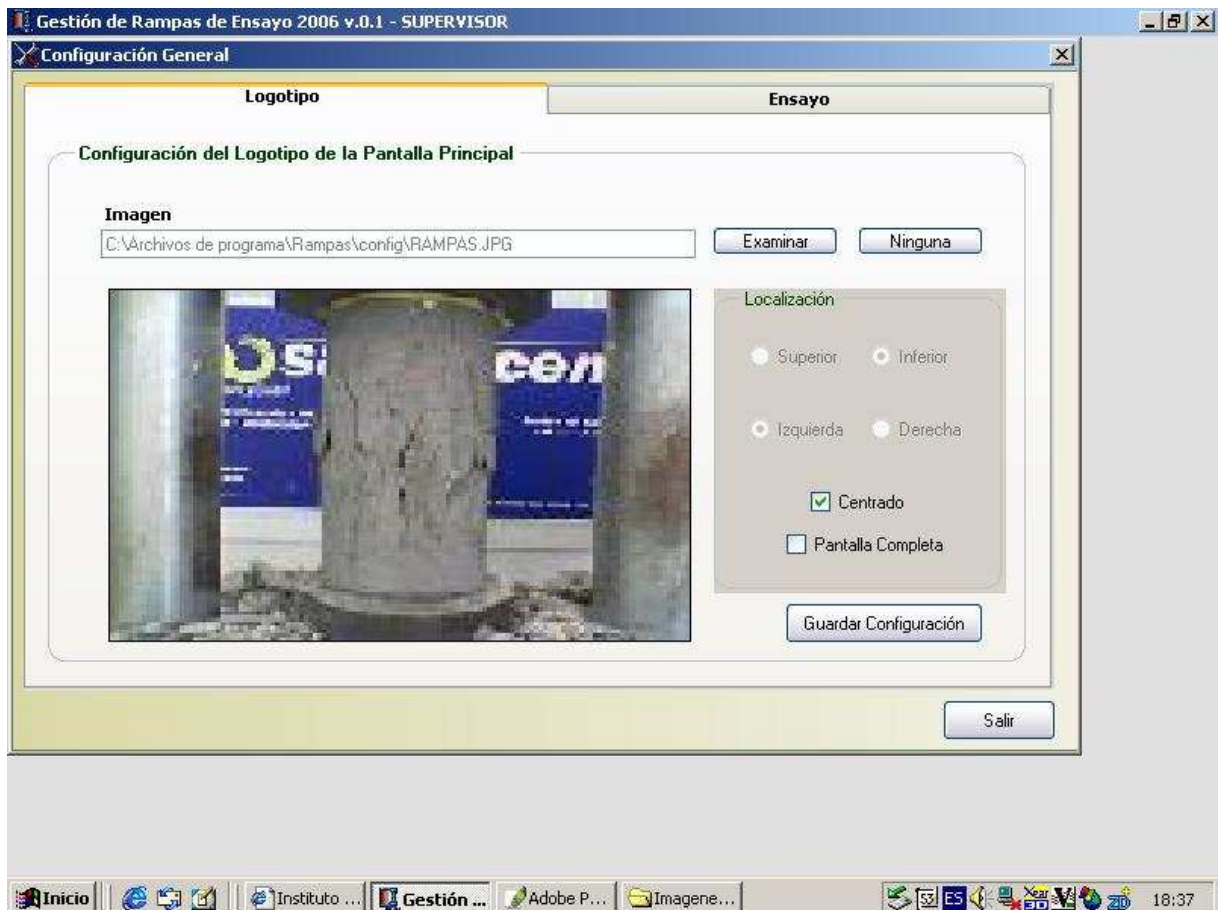 Gestión de Rampas de Ensayo 2006 v.0.1 - SUPERVISOR
Configuración General
Logotipo
Ensayo
Configuración del Logotipo de la Pantalla Principal
Imagen
C:\Archivos de programa\Rampas\config\RAMPAS.JPG
Examinar
Ninguna
Localización
Superior
Inferior
Izquierda
Derecha
Centrado
Pantalla Completa
Guardar Configuración
Salir
Inicio
Instituto ...
Gestión ...
Adobe P...
Imagene...
ES
18:37